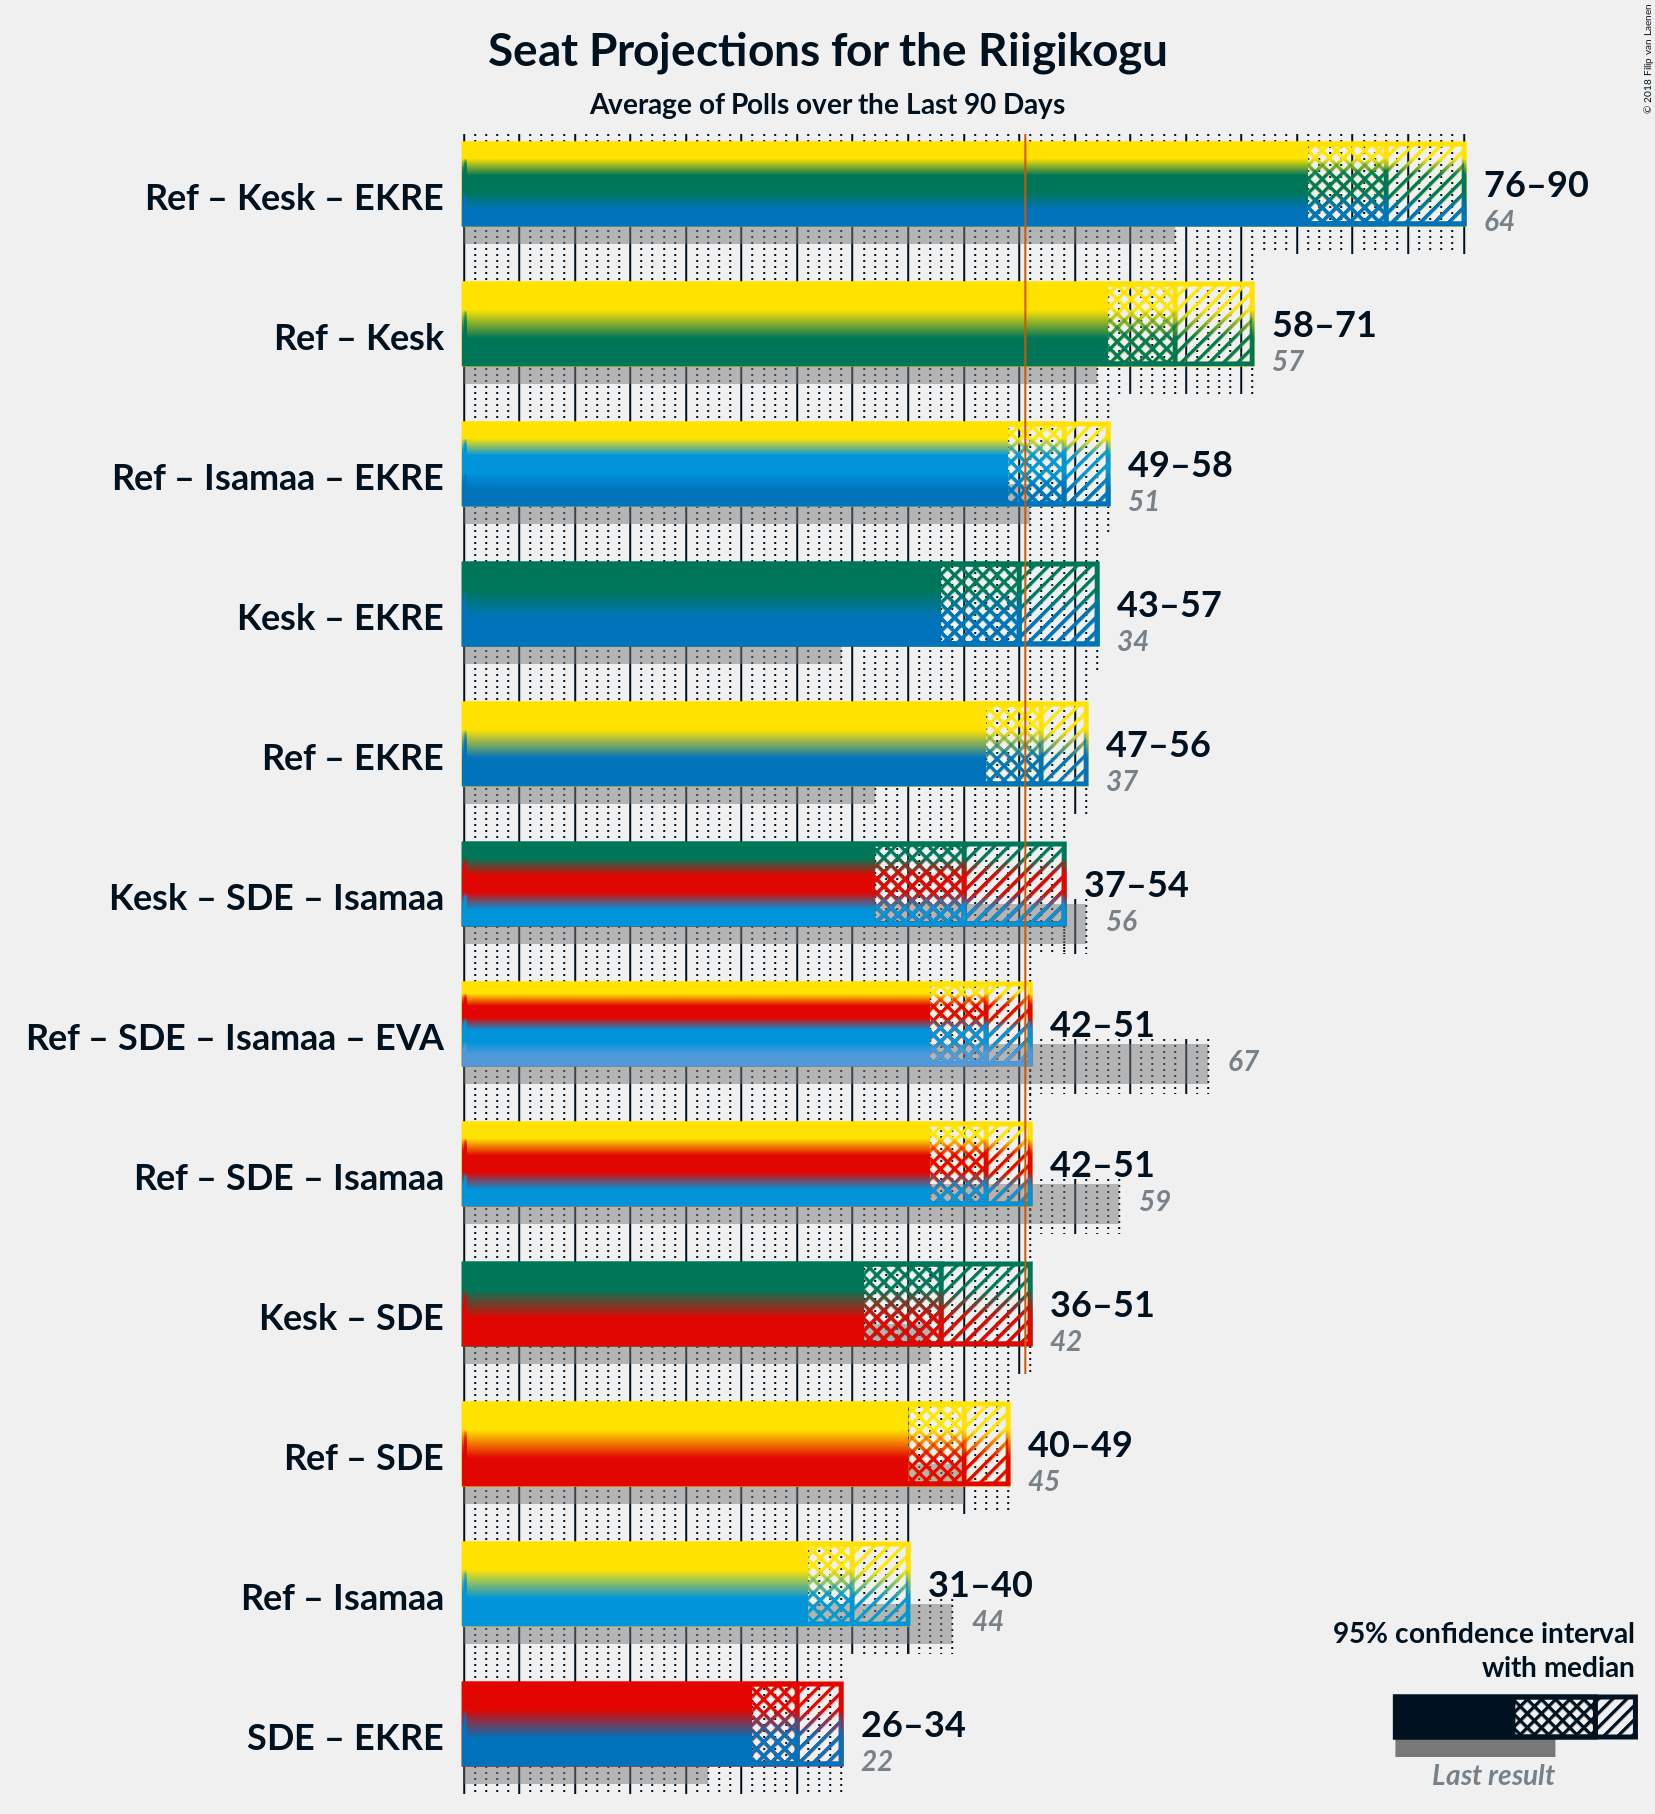 Seat Projections for the Riigikogu
Average of Polls over the Last 90 Days
© 2018 Filip van Laenen
Ref – Kesk – EKRE
76–90
64
Ref – Kesk
58–71
57
Ref – Isamaa – EKRE
49–58
51
Kesk – EKRE
43–57
34
Ref – EKRE
47–56
37
Kesk – SDE – Isamaa
37–54
56
Ref – SDE – Isamaa – EVA
42–51
67
Ref – SDE – Isamaa
42–51
59
Kesk – SDE
36–51
42
Ref – SDE
40–49
45
Ref – Isamaa
31–40
44
SDE – EKRE
26–34
22
95% confidence interval
with median
Last result